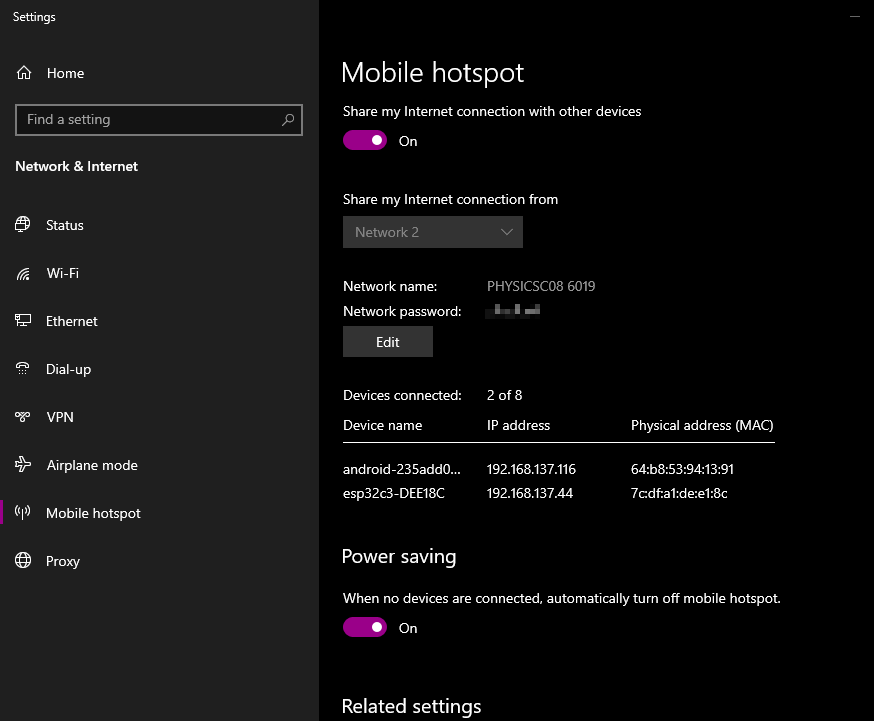 Settings
Home
Find a setting
Network & Internet
Status
Wi-Fi
Ethernet
Dial-up
VPN
Airplane mode
Mobile hotspot
Proxy
Mobile hotspot
Share my Internet connection with other devices
On
Share my Internet connection from
Network 2
Network name: PHYSICSC08 6019
Network password:
Edit
Devices connected: 2 of 8
Device name IP address Physical address (MAC)
android-235add0... 192.168.137.116 64:b8:53:94:13:91
esp32c3-DEE18C 192.168.137.44 7c:df:a1:de:e1:8c
Power saving
When no devices are connected, automatically turn off mobile hotspot.
On
Related settings